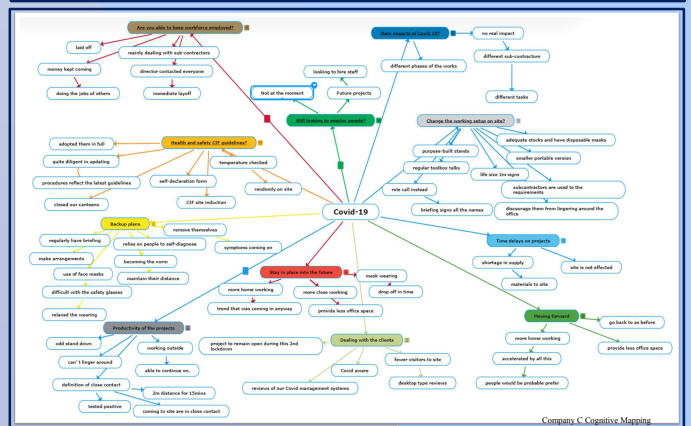 Are you able to keep workforce employed?
laid off
mainly dealing with sub-contractors
money kept coming
director contacted everyone
doing the jobs of others
immediate layoff
Main impacts of Covid 19?
no real impact
different phases of the works
different sub-contractors
different tasks
looking to hire staff
Not at the moment
Future projects
Still looking to employ people?
Change the working setup on site?
adequate stocks and have disposable masks
purpose-built stands
smaller portable version
regular toolbox talks
life size 2m signs
role call instead
subcontractors are used to the
requirements
briefing signs all the names
discourage them from lingering around the
office
Health and safety CIF guidelines?
adopted them in full
temperature checked
quite diligent in updating
procedures reflect the latest guidelines
self-declaration form
randomly on site
closed our canteens
CIF site induction
Covid-19
Backup plans
remove themselves
regularly have briefing
relies on people to self-diagnose
symptoms coming on
make arrangements
becoming the norm
use of face masks
maintain their distance
difficult with the safety glasses
relaxed the wearing
Time delays on projects
shortage in supply
site is not effected
materials to site
Stay in place into the future
mask wearing
more home working
more close working
drop off in time
trend that was coming in anyway
provide less office space
Moving forward
go back to as before
more home working
provide less office space
accelerated by all this
people would be probable prefer
Productivity of the projects
odd stand down
working outside
can't linger around
able to continue on.
definition of close contact
2m distance for 15mins
tested positive
coming to site are in close contact
Dealing with the clients
project to remain open during this 2nd
lockdown
fewer visitors to site
Covid aware
desktop type reviews
reviews of our Covid management systems
Company C Cognitive Mapping